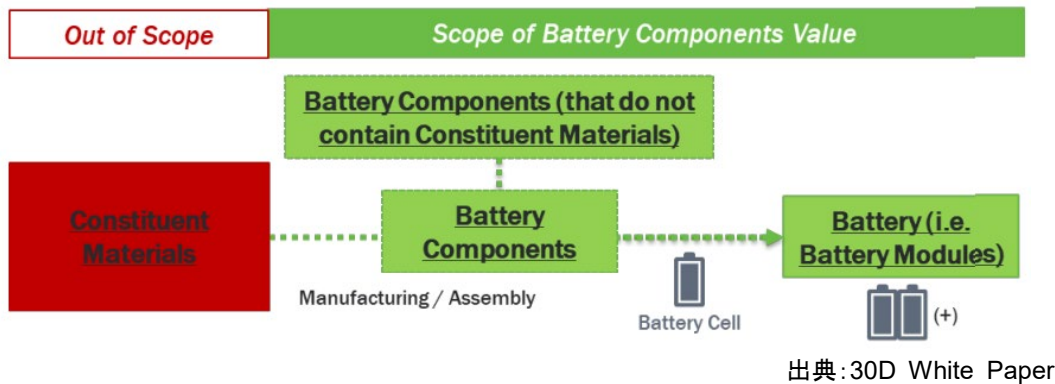 Out of Scope
Scope of Battery Components Value
Battery Components (that do not
contain Constituent Materials)
Constituent
Materials
Battery
Components
Battery (i.e.
Battery Modules)
Manufacturing / Assembly
Battery Cell
(+)
出典:30D White Paper